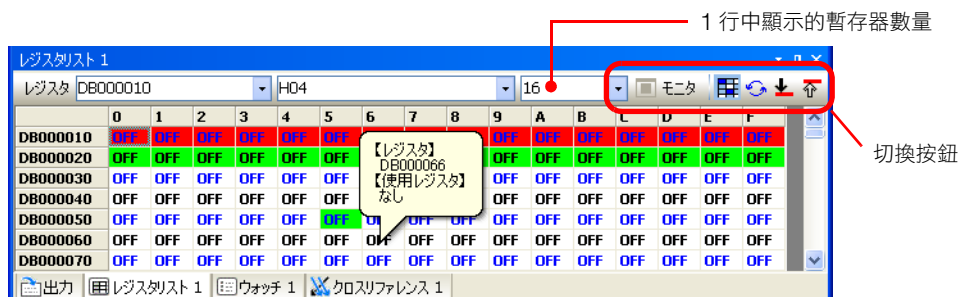 1 行中顯示的暫存器數量
レジスタリスト 1
レジスタ DB000010 H04 16 モニタ
切換按鈕
0 1 2 3 4 5 6 7 8 9 A B C D E F
DB000010 OFF OFF OFF OFF OFF OFF OFF OFF OFF OFF OFF OFF OFF OFF OFF
DB000020 OFF OFF OFF OFF OFF OFF OFF OFF OFF OFF OFF OFF OFF OFF
DB000030 OFF OFF OFF OFF OFF OFF OFF OFF OFF OFF OFF OFF OFF
DB000040 OFF OFF OFF OFF OFF OFF OFF OFF OFF OFF OFF OFF OFF
DB000050 OFF OFF OFF OFF OFF OFF OFF OFF OFF OFF OFF OFF OFF OFF OFF OFF
DB000060 OFF OFF OFF OFF OFF OFF OFF OFF OFF OFF OFF OFF OFF OFF OFF OFF
DB000070 OFF OFF OFF OFF OFF OFF OFF OFF OFF OFF OFF OFF OFF OFF OFF OFF
【レジスタ】
DB000066
【使用レジスタ】
なし
出力 レジスタリスト 1 ウォッチ 1 クロスリファレンス 1